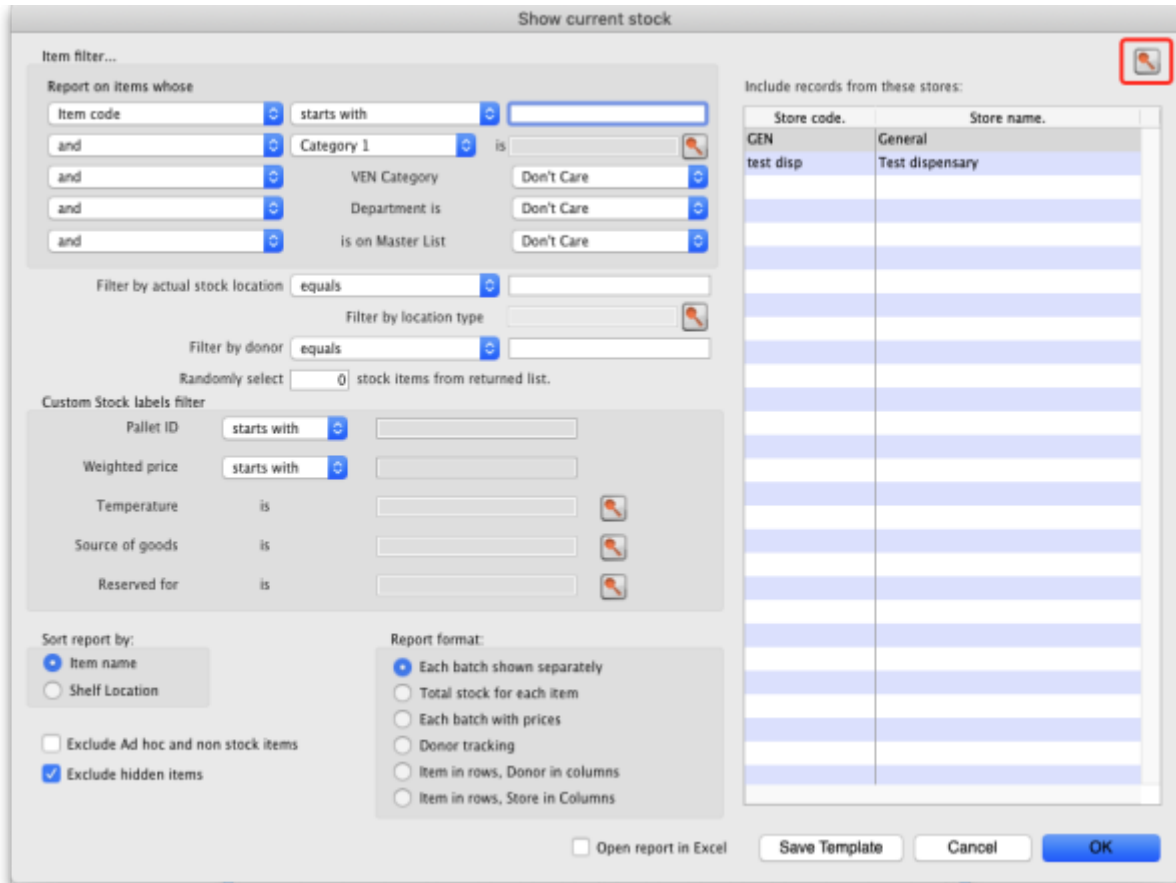 Show current stock
Item filter...
Report on items whose
Item code starts with
and Category 1 is
and VEN Category Don't Care
and Department is Don't Care
and is on Master List Don't Care
Filter by actual stock location equals
Filter by location type
Filter by donor equals
Randomly select 0 stock items from returned list.
Custom Stock labels filter
Pallet ID starts with
Weighted price starts with
Temperature is
Source of goods is
Reserved for is
Sort report by:
Item name
Shelf Location
Exclude Ad hoc and non stock items
Exclude hidden items
Report format:
Each batch shown separately
Total stock for each item
Each batch with prices
Donor tracking
Item in rows, Donor in columns
Item in rows, Store in Columns
Include records from these stores:
Store code. Store name.
GEN General
test disp Test dispensary
Open report in Excel Save Template Cancel OK